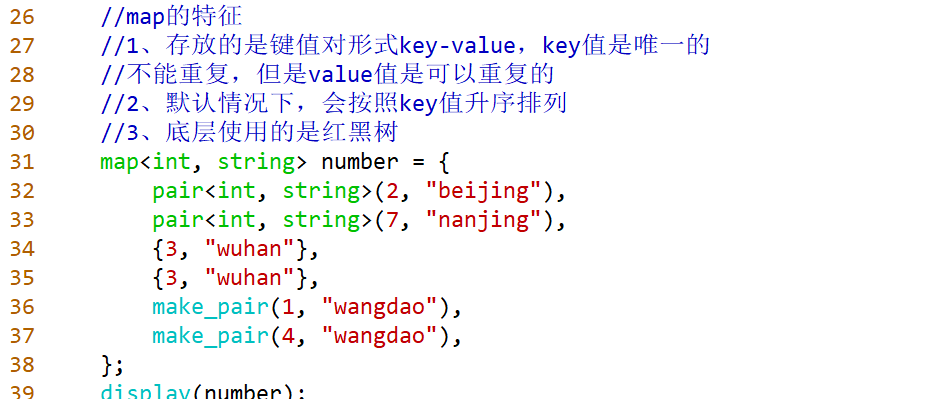 26 //map的特征
27 //1、存放的是键值对形式key-value，key值是唯一的
28 //不能重复，但是value值是可以重复的
29 //2、默认情况下，会按照key值升序排列
30 //3、底层使用的是红黑树
31 map<int, string> number = {
32 pair<int, string>(2, "beijing"),
33 pair<int, string>(7, "nanjing"),
34 {3, "wuhan"},
35 {3, "wuhan"},
36 make_pair(1, "wangdao"),
37 make_pair(4, "wangdao"),
38 };
39 display(number);